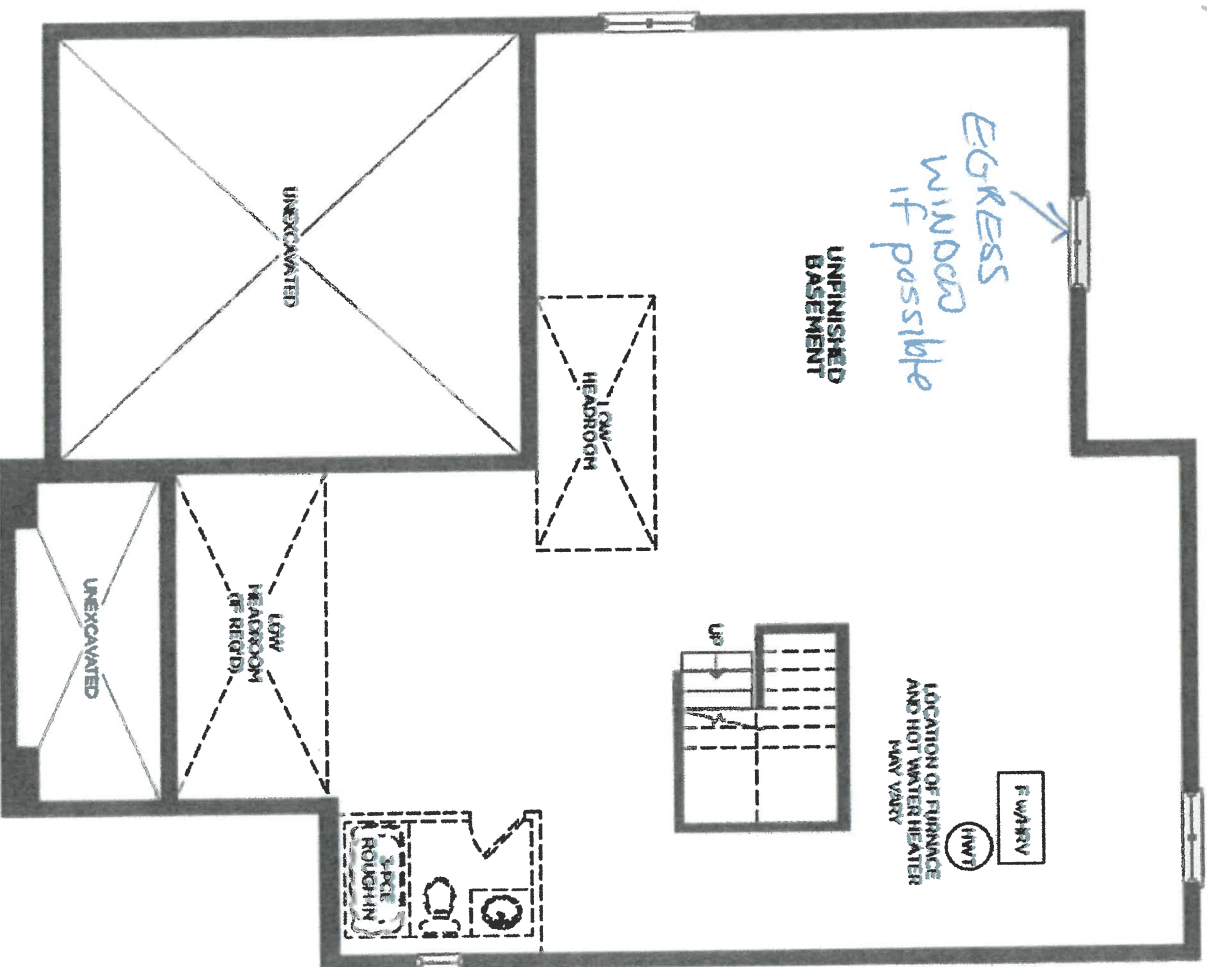 EGRESS
WINDOW
if possible
F W/HRV
HWT
LOCATION OF FURNACE
AND HOT WATER HEATER
MAY VARY
UNFINISHED
BASEMENT
UP
LOW
HEADROOM
3-PCE
ROUGH-IN
UNEXCAVATED
LOW
HEADROOM
(IF REQ'D)
UNEXCAVATED